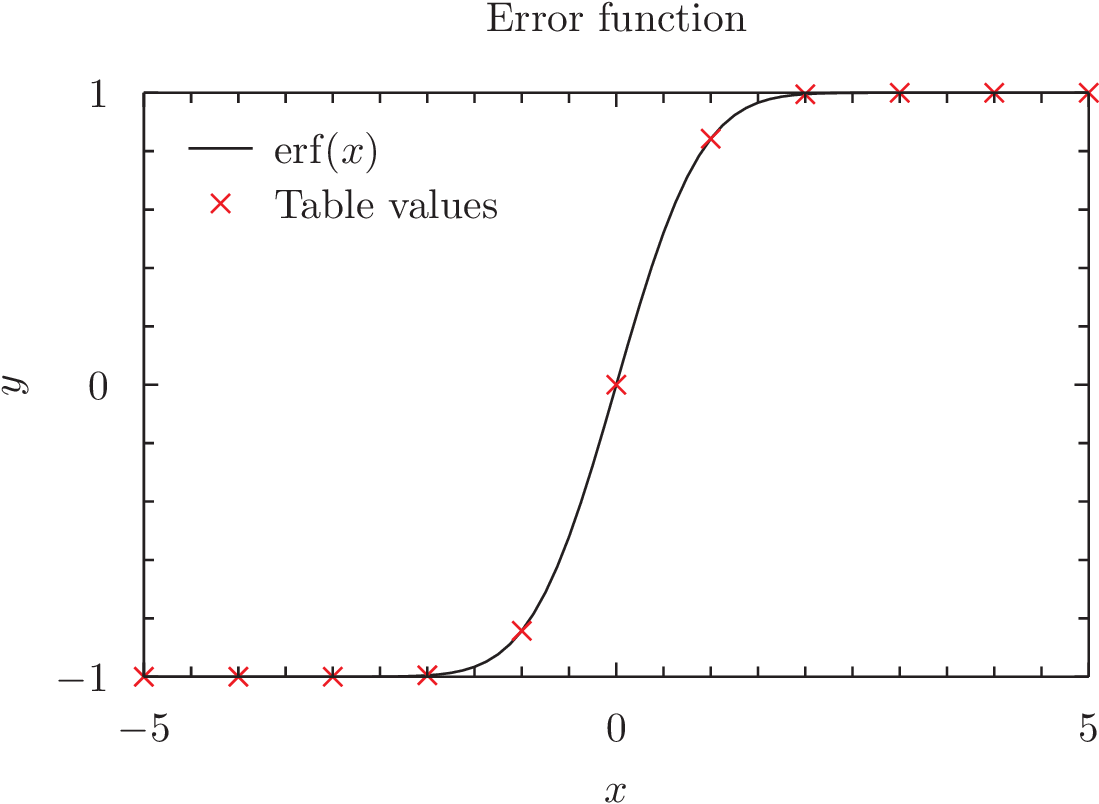 Error function
1
erf(x)
Table values
y
0
−1
−5 0 5
x